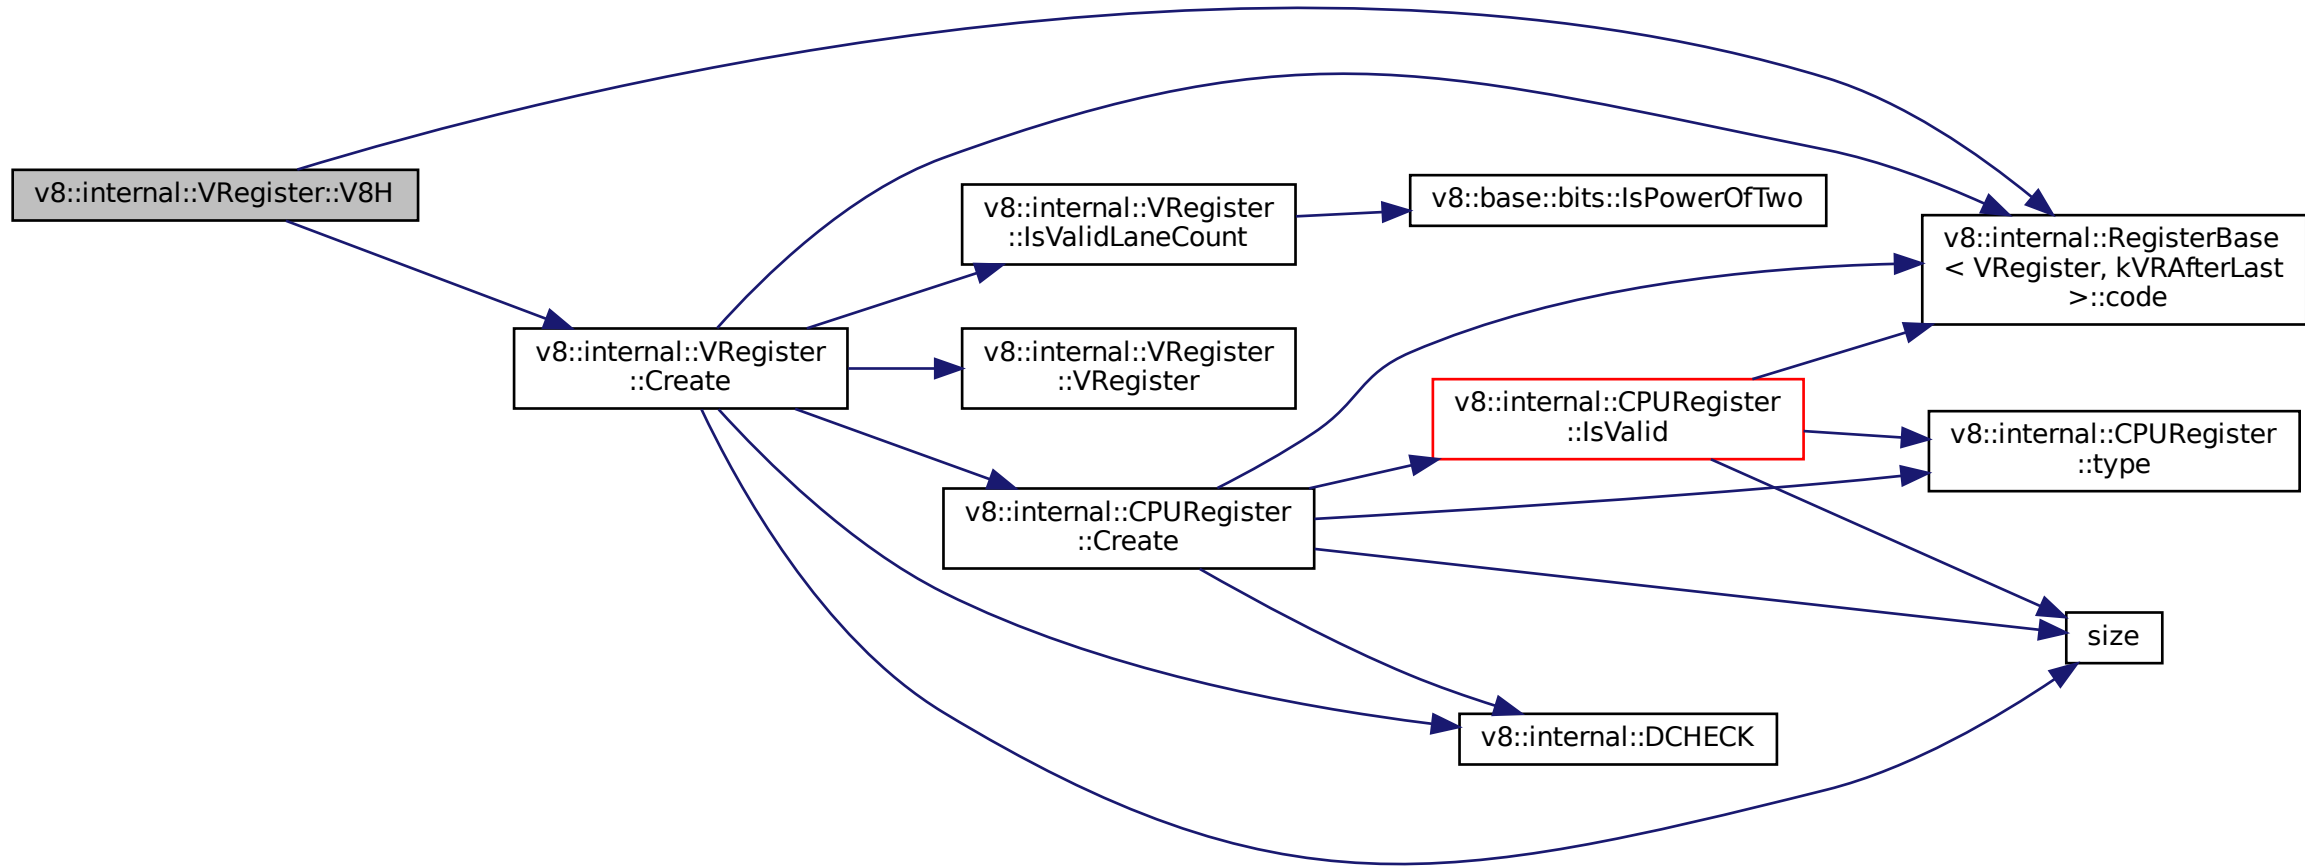 v8::internal::VRegister::V8H
v8::internal::VRegister
::Create
v8::internal::VRegister
::IsValidLaneCount
v8::internal::VRegister
::VRegister
v8::internal::CPURegister
::Create
v8::base::bits::IsPowerOfTwo
v8::internal::CPURegister
::IsValid
v8::internal::DCHECK
v8::internal::RegisterBase
< VRegister, kVRAfterLast
>::code
v8::internal::CPURegister
::type
size